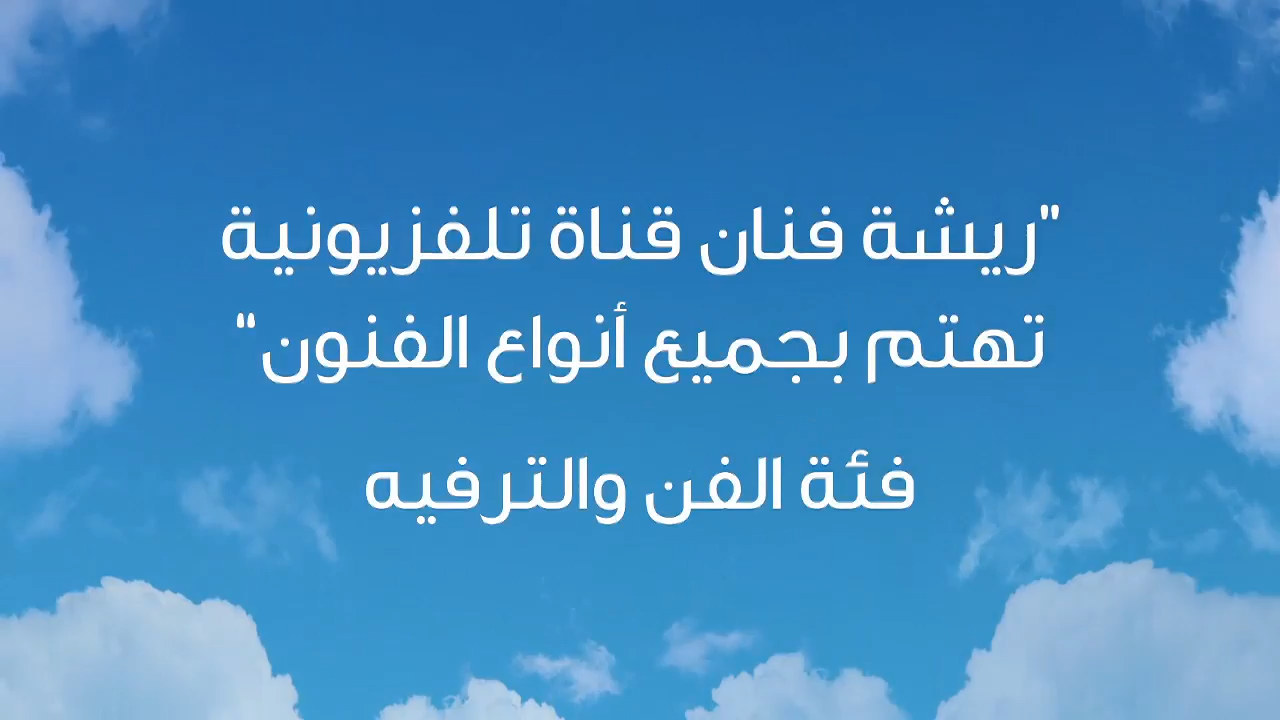 "ريشة فنان قناة تلفزيونية
تهتم بجميع أنواع الفنون"
فئة الفن والترفيه